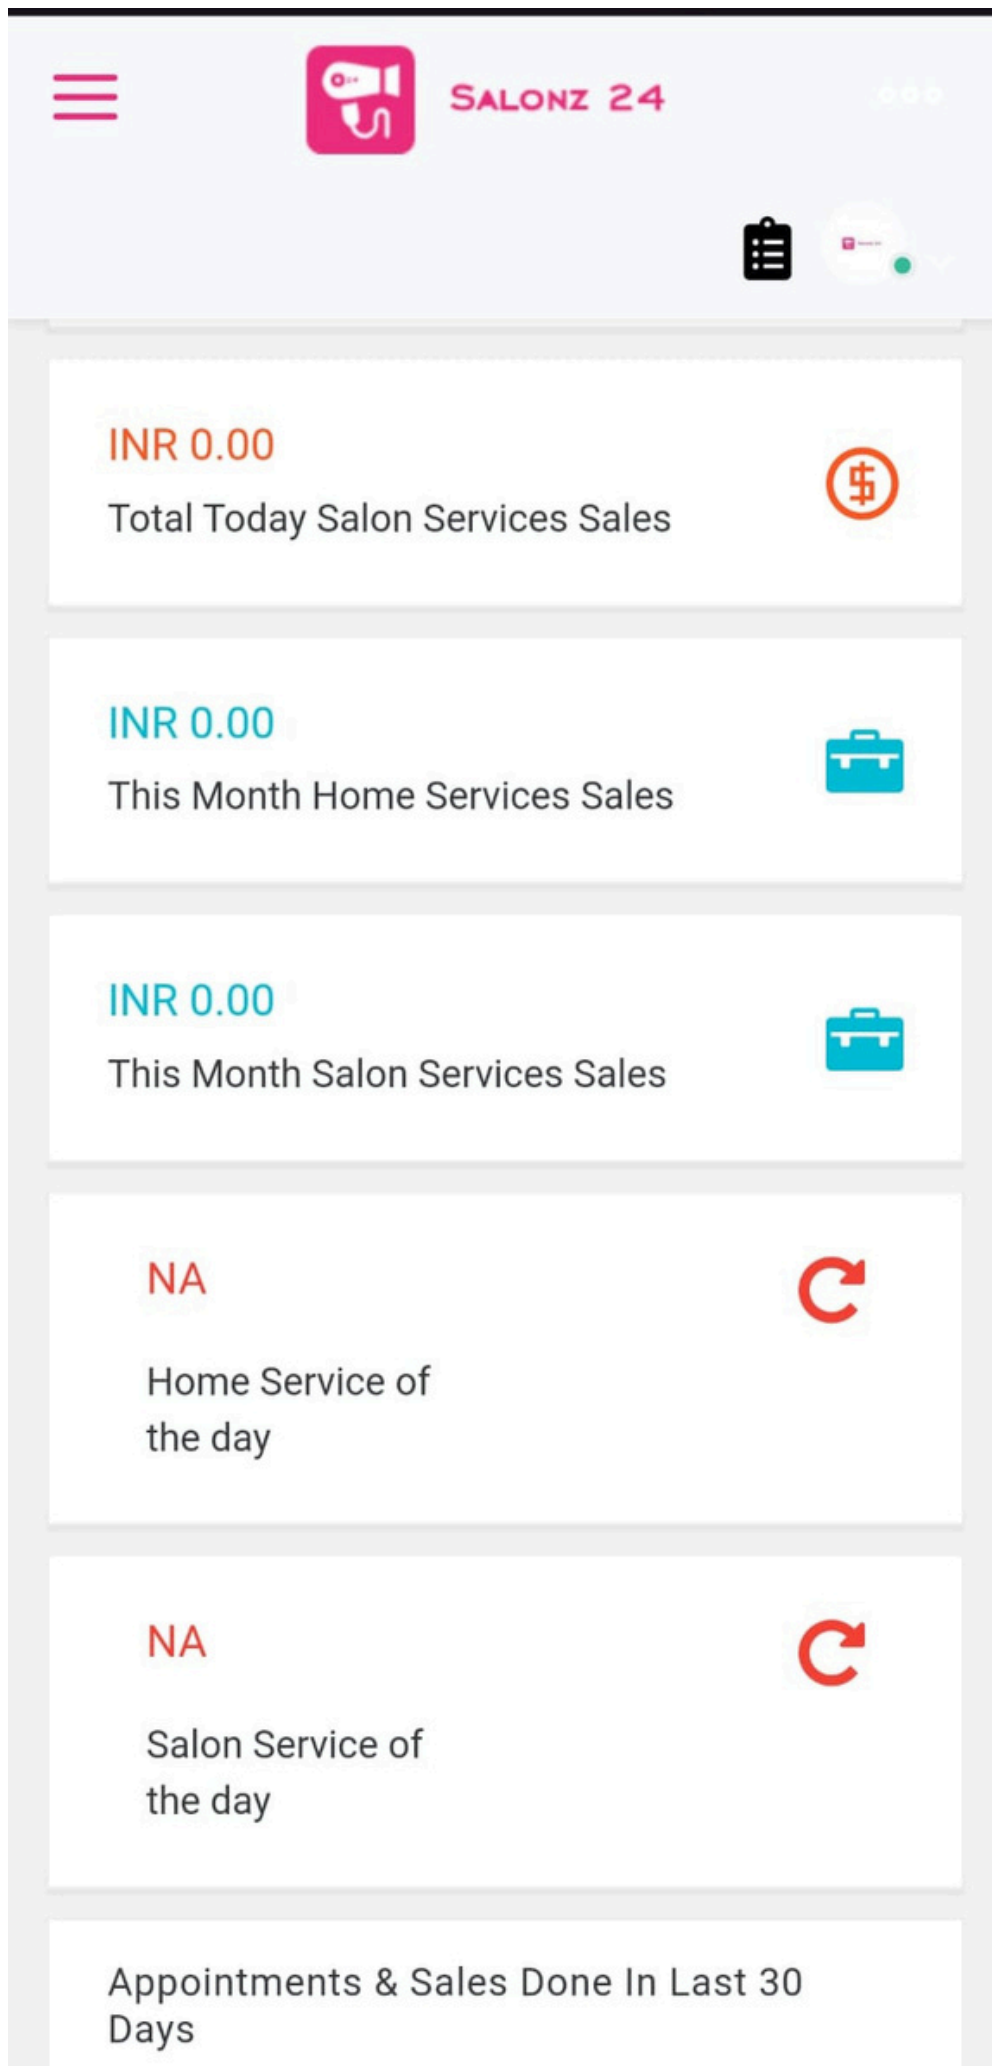 SALONZ 24
INR 0.00
Total Today Salon Services Sales
INR 0.00
This Month Home Services Sales
INR 0.00
This Month Salon Services Sales
NA
Home Service of
the day
NA
Salon Service of
the day
Appointments & Sales Done In Last 30
Days